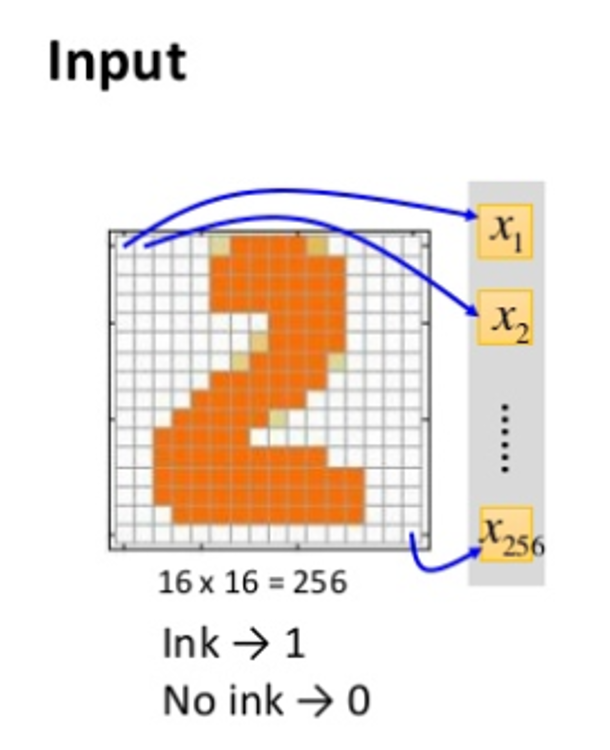 Input
x1
x2
......
x256
16 x 16 = 256
Ink → 1
No ink → 0